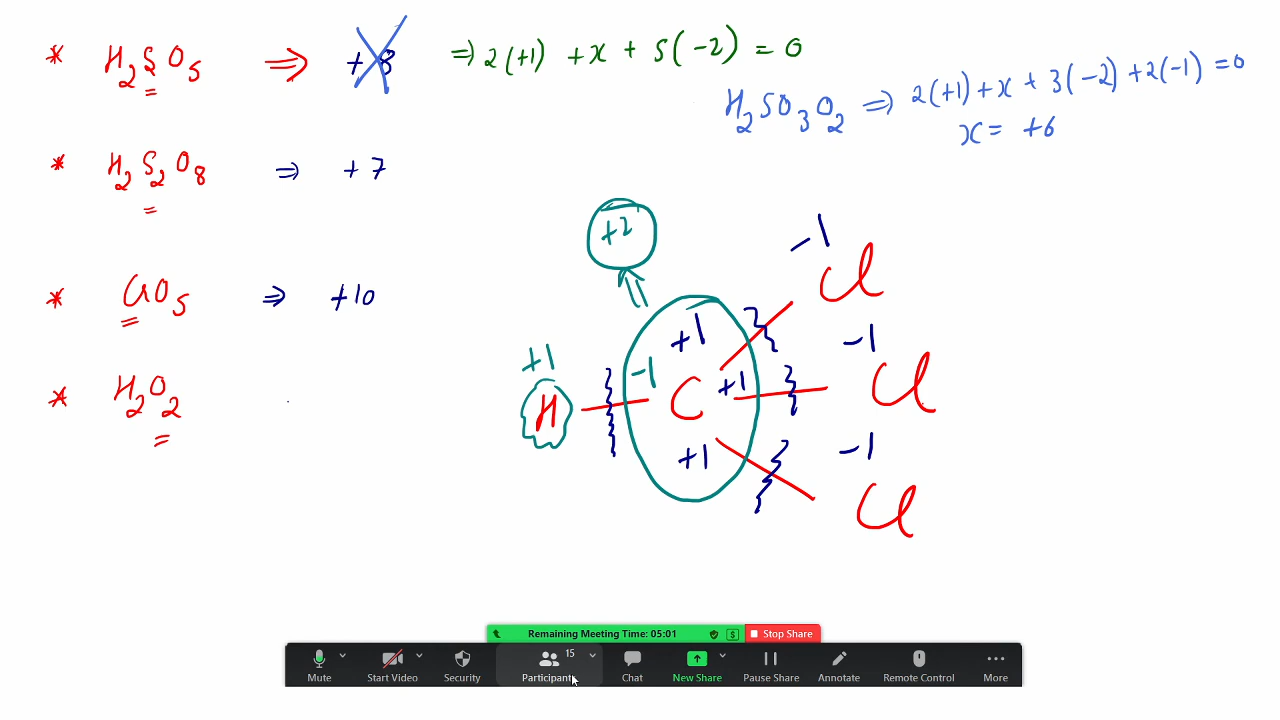 * H2SO5 ⇒ +8 ⇒ 2(+1) + x + 5(-2) = 0
H2SO3O2 ⇒ 2(+1) + x + 3(-2) + 2(-1) = 0
x = +6
* H2S2O8 ⇒ +7
+2
* CrO5 ⇒ +10
* H2O2
-1
Cl
+1
-1
+1
-1
H
C
+1
Cl
+1
-1
Cl
Remaining Meeting Time: 05:01 $ Stop Share
15
Mute Start Video Security Participants Chat New Share Pause Share Annotate Remote Control More